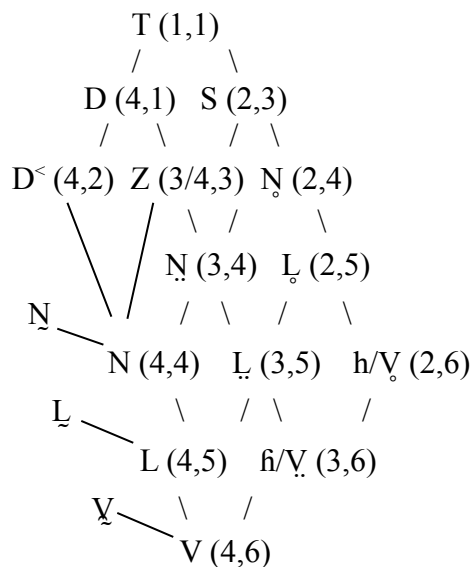 T (1,1)
D (4,1) S (2,3)
D˂ (4,2) Z (3/4,3) N̥ (2,4)
N̤ (3,4) L̥ (2,5)
N̰
N (4,4) L̤ (3,5) h/V̥ (2,6)
L̰
L (4,5) ɦ/V̤ (3,6)
V̰
V (4,6)